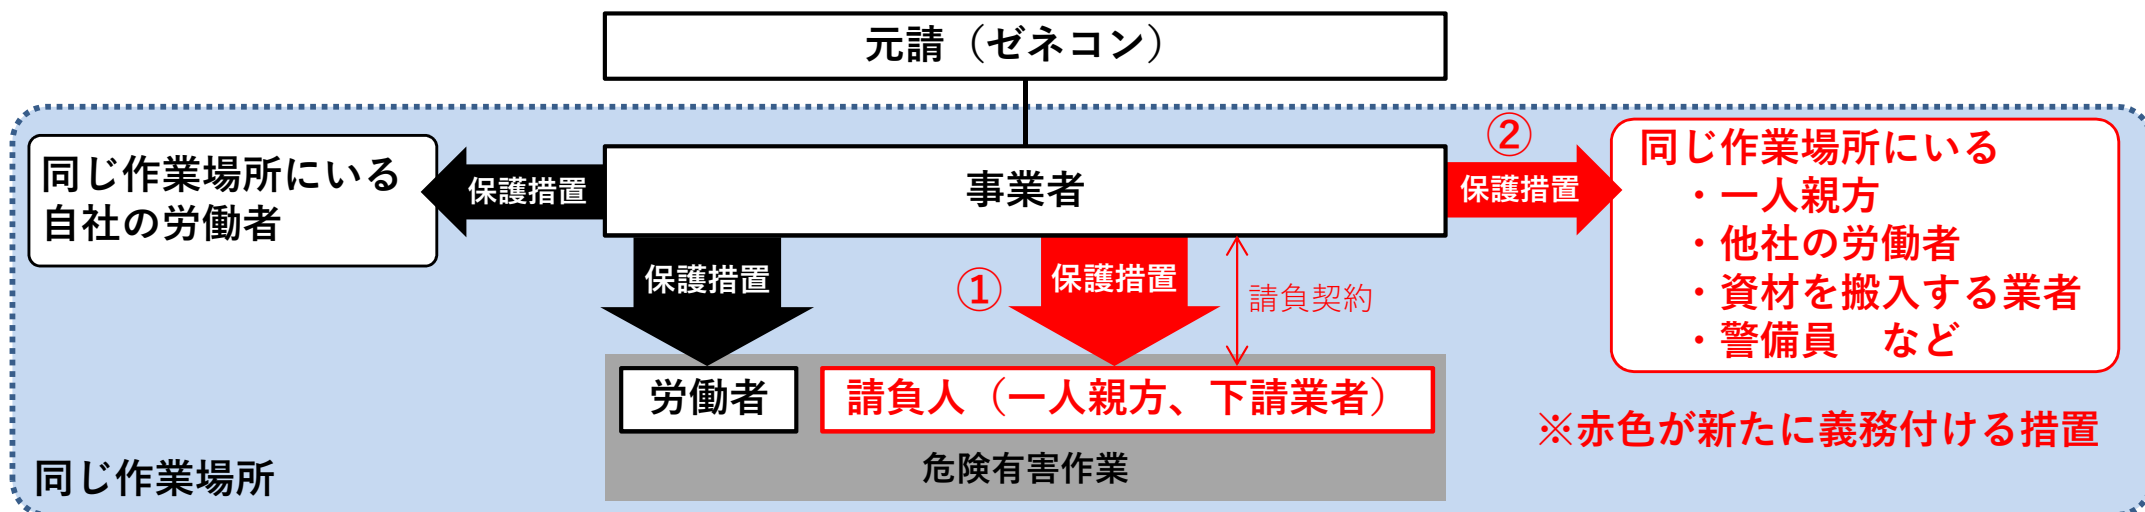 元請（ゼネコン）
同じ作業場所にいる
自社の労働者
保護措置
事業者
②
保護措置
同じ作業場所にいる
・一人親方
・他社の労働者
・資材を搬入する業者
・警備員　など
保護措置
①
保護措置
請負契約
労働者
請負人（一人親方、下請業者）
危険有害作業
※赤色が新たに義務付ける措置
同じ作業場所